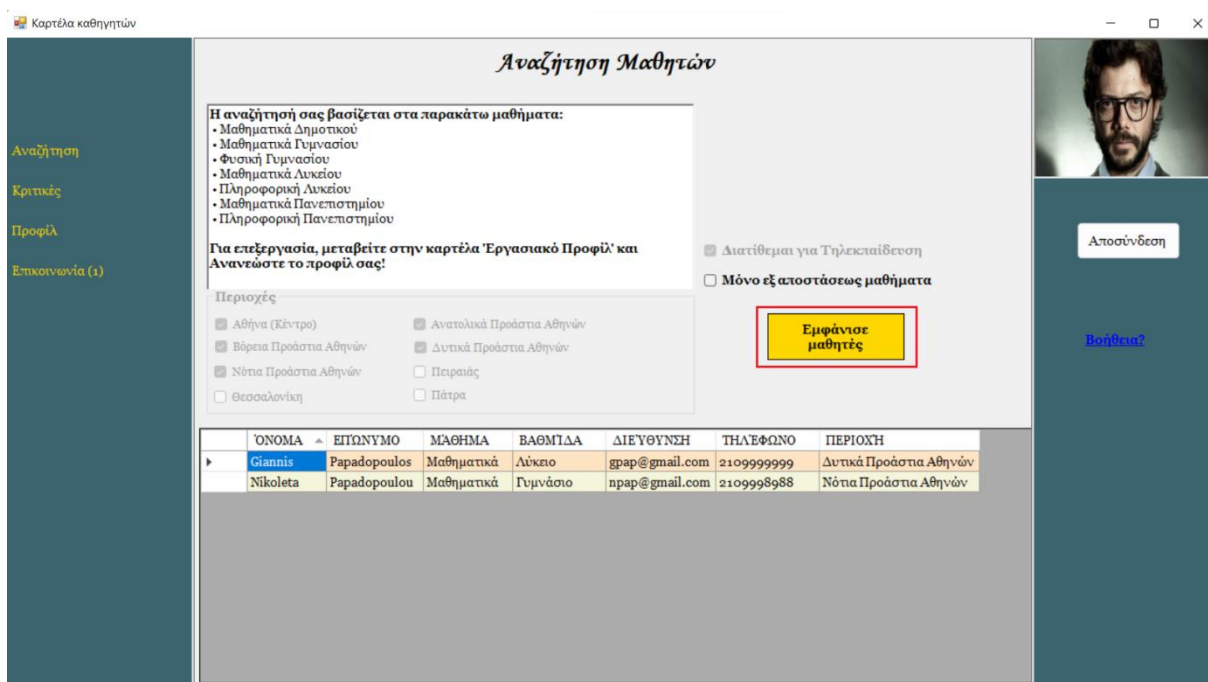 Καρτέλα καθηγητών
Αναζήτηση Μαθητών
Αναζήτηση
Κριτικές
Προφίλ
Επικοινωνία (1)
Η αναζήτησή σας βασίζεται στα παρακάτω μαθήματα:
• Μαθηματικά Δημοτικού
• Μαθηματικά Γυμνασίου
• Φυσική Γυμνασίου
• Μαθηματικά Λυκείου
• Πληροφορική Λυκείου
• Μαθηματικά Πανεπιστημίου
• Πληροφορική Πανεπιστημίου
Για επεξεργασία, μεταβείτε στην καρτέλα 'Εργασιακό Προφίλ' και
Ανανεώστε το προφίλ σας!
Διατίθεμαι για Τηλεκπαίδευση
Μόνο εξ αποστάσεως μαθήματα
Εμφάνισε
μαθητές
Περιοχές
Αθήνα (Κέντρο)
Ανατολικά Προάστια Αθηνών
Βόρεια Προάστια Αθηνών
Δυτικά Προάστια Αθηνών
Νότια Προάστια Αθηνών
Πειραιάς
Θεσσαλονίκη
Πάτρα
Αποσύνδεση
Βοήθεια?
ΌΝΟΜΑ ΕΠΏΝΥΜΟ ΜΆΘΗΜΑ ΒΑΘΜΊΔΑ ΔΙΕΎΘΥΝΣΗ ΤΗΛΈΦΩΝΟ ΠΕΡΙΟΧΉ
Giannis Papadopoulos Μαθηματικά Λύκειο gpap@gmail.com 2109999999 Δυτικά Προάστια Αθηνών
Nikoleta Papadopoulou Μαθηματικά Γυμνάσιο npap@gmail.com 2109998988 Νότια Προάστια Αθηνών